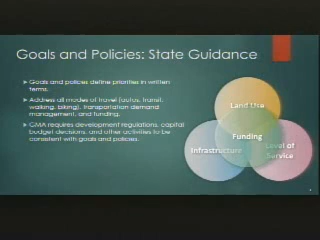 Goals and Policies: State Guidance
Goals and polices define priorities in written
terms.
Address all modes of travel (autos, transit,
walking, biking), transportation demand
management, and funding.
GMA requires development regulations, capital
budget decisions, and other activities to be
consistent with goals and policies.
Land Use
Funding
Infrastructure
Level of
Service